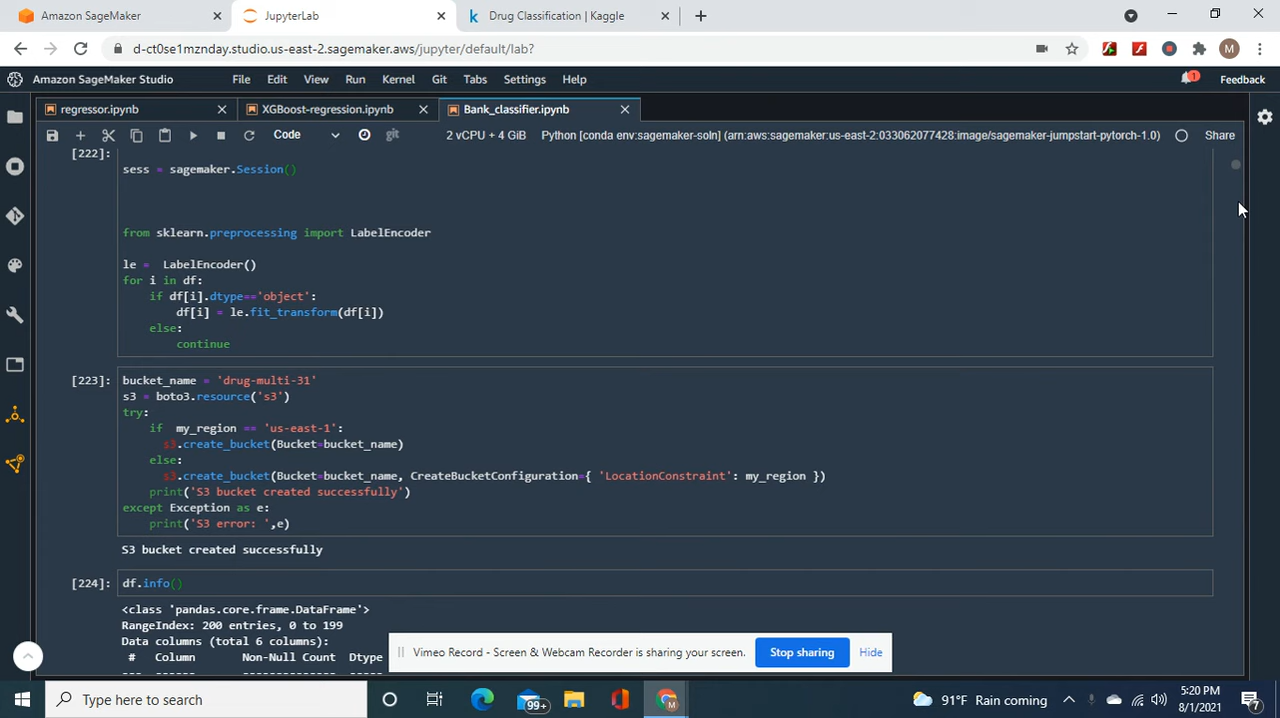 Amazon SageMaker
JupyterLab
Drug Classification | Kaggle
d-ct0se1mznday.studio.us-east-2.sagemaker.aws/jupyter/default/lab?
M
Amazon SageMaker Studio File Edit View Run Kernel Git Tabs Settings Help 1 Feedback
regressor.ipynb XGBoost-regression.ipynb Bank_classifier.ipynb
Code git 2 vCPU + 4 GiB Python [conda env:sagemaker-soln] (arn:aws:sagemaker:us-east-2:033062077428:image/sagemaker-jumpstart-pytorch-1.0) Share
[222]:
sess = sagemaker.Session()
from sklearn.preprocessing import LabelEncoder
le =  LabelEncoder()
for i in df:
if df[i].dtype=='object':
df[i] = le.fit_transform(df[i])
else:
continue
[223]: bucket_name = 'drug-multi-31'
s3 = boto3.resource('s3')
try:
if  my_region == 'us-east-1':
s3.create_bucket(Bucket=bucket_name)
else:
s3.create_bucket(Bucket=bucket_name, CreateBucketConfiguration={ 'LocationConstraint': my_region })
print('S3 bucket created successfully')
except Exception as e:
print('S3 error: ',e)
S3 bucket created successfully
[224]: df.info()
<class 'pandas.core.frame.DataFrame'>
RangeIndex: 200 entries, 0 to 199
Data columns (total 6 columns):
#   Column   Non-Null Count  Dtype
Vimeo Record - Screen & Webcam Recorder is sharing your screen. Stop sharing Hide
Type here to search
99+
M
91°F Rain coming
5:20 PM
8/1/2021
7